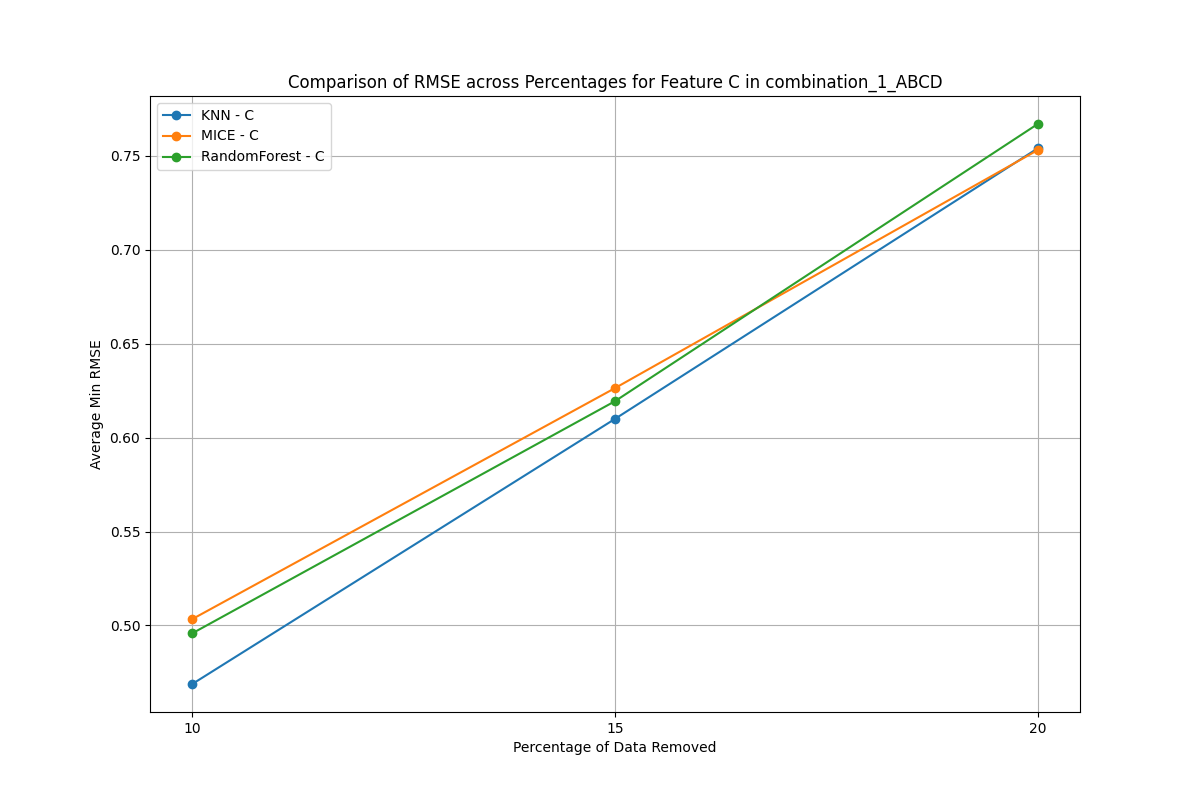 Comparison of RMSE across Percentages for Feature C in combination_1_ABCD
KNN - C
MICE - C
RandomForest - C
0.75
0.70
0.65
0.60
0.55
0.50
Average Min RMSE
10
15
20
Percentage of Data Removed